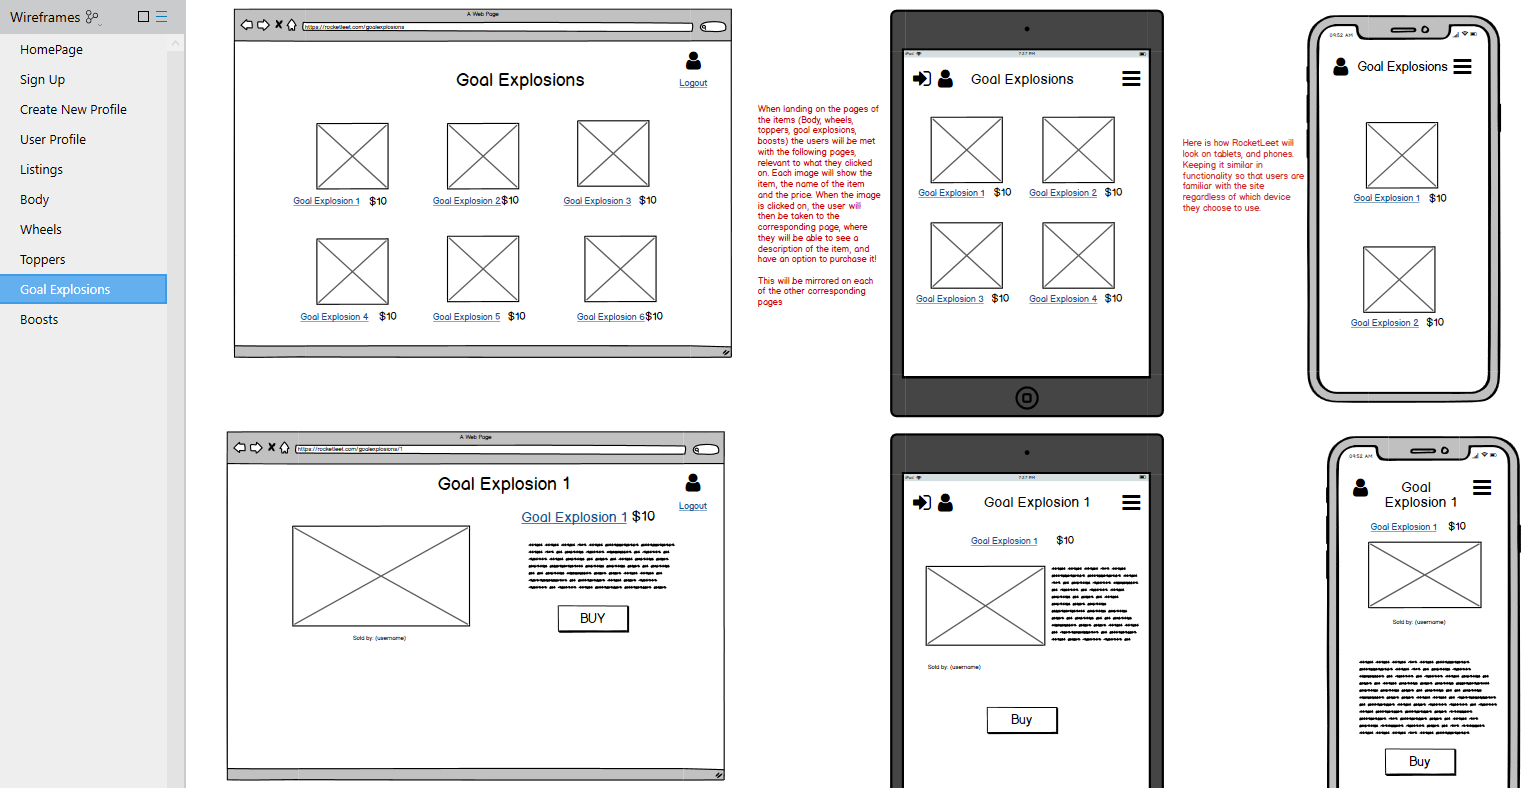 Wireframes
HomePage
Sign Up
Create New Profile
User Profile
Listings
Body
Wheels
Toppers
Goal Explosions
Boosts
A Web Page
https://rocketleet.com/goalexplosions
Goal Explosions
Logout
Goal Explosion 1 $10
Goal Explosion 2 $10
Goal Explosion 3 $10
Goal Explosion 4 $10
Goal Explosion 5 $10
Goal Explosion 6 $10
When landing on the pages of
the items (Body, wheels,
toppers, goal explosions,
boosts) the users will be met
with the following pages,
relevant to what they clicked
on. Each image will show the
item, the name of the item
and the price. When the image
is clicked on, the user will
then be taken to the
corresponding page, where
they will be able to see a
description of the item, and
have an option to purchase it!
This will be mirrored on each
of the other corresponding
pages
iPad
7:27 PM
Goal Explosions
Goal Explosion 1 $10
Goal Explosion 2 $10
Goal Explosion 3 $10
Goal Explosion 4 $10
Here is how RocketLeet will
look on tablets, and phones.
Keeping it similar in
functionality so that users are
familiar with the site
regardless of which device
they choose to use.
09:52 AM
Goal Explosions
Goal Explosion 1 $10
Goal Explosion 2 $10
A Web Page
https://rocketleet.com/goalexplosions/1
Goal Explosion 1
Logout
Goal Explosion 1 $10
BUY
Sold by: (username)
iPad
7:27 PM
Goal Explosion 1
Goal Explosion 1 $10
Sold by: (username)
Buy
09:52 AM
Goal
Explosion 1
Goal Explosion 1 $10
Sold by: (username)
Buy